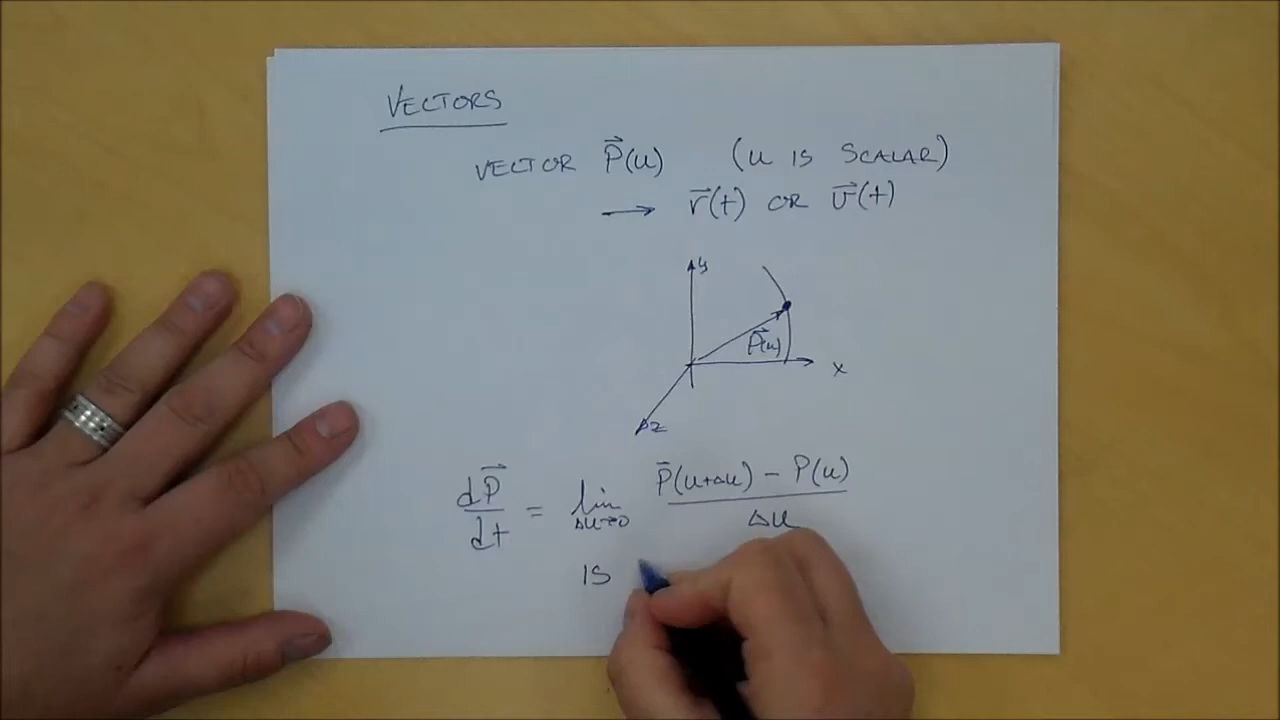 VECTORS
VECTOR P⃗(u) (u IS SCALAR)
→ r⃗(t) OR v⃗(t)
y
P⃗(u)
x
z
dP⃗/dt = lim Δu→0 P⃗(u+Δu) - P(u) / Δu
IS